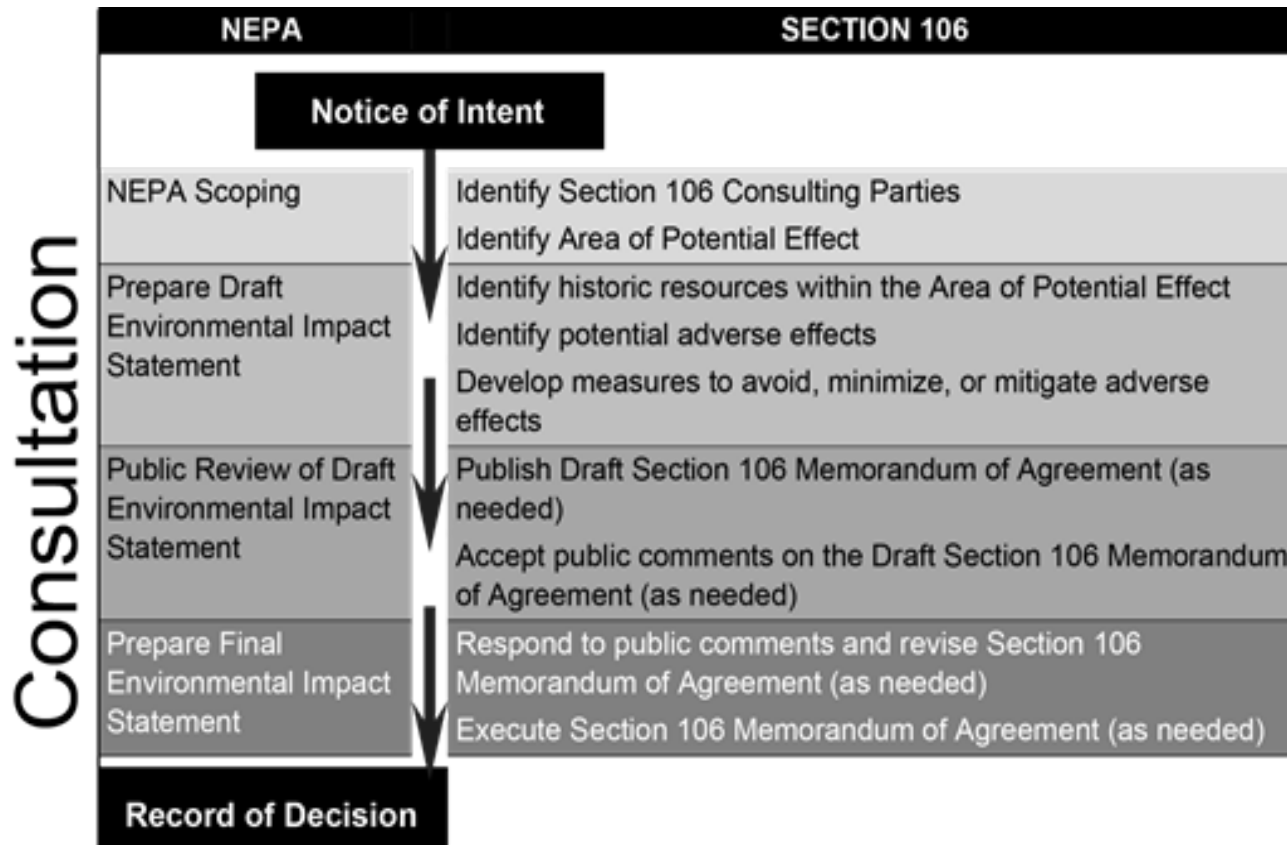 NEPA
SECTION 106
Notice of Intent
Consultation
NEPA Scoping
Identify Section 106 Consulting Parties
Identify Area of Potential Effect
Prepare Draft
Environmental Impact
Statement
Identify historic resources within the Area of Potential Effect
Identify potential adverse effects
Develop measures to avoid, minimize, or mitigate adverse
effects
Public Review of Draft
Environmental Impact
Statement
Publish Draft Section 106 Memorandum of Agreement (as
needed)
Accept public comments on the Draft Section 106 Memorandum
of Agreement (as needed)
Prepare Final
Environmental Impact
Statement
Respond to public comments and revise Section 106
Memorandum of Agreement (as needed)
Execute Section 106 Memorandum of Agreement (as needed)
Record of Decision